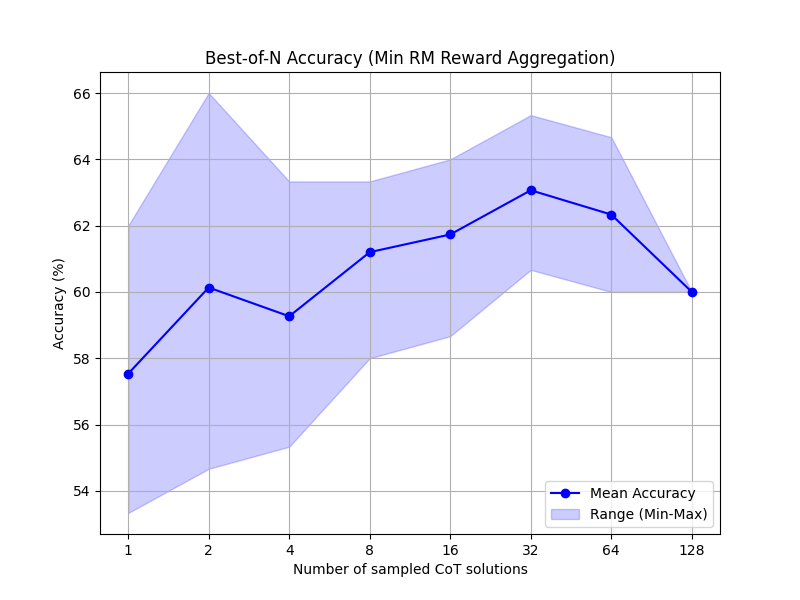 Best-of-N Accuracy (Min RM Reward Aggregation)
Accuracy (%)
66
64
62
60
58
56
54
1 2 4 8 16 32 64 128
Number of sampled CoT solutions
Mean Accuracy
Range (Min-Max)